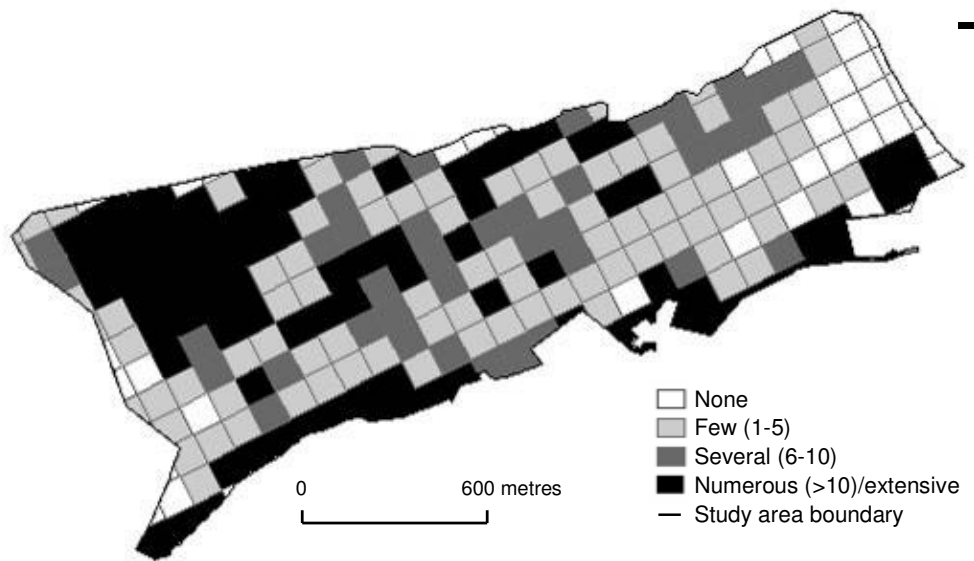 None
Few (1-5)
Several (6-10)
Numerous (>10)/extensive
Study area boundary
0 600 metres